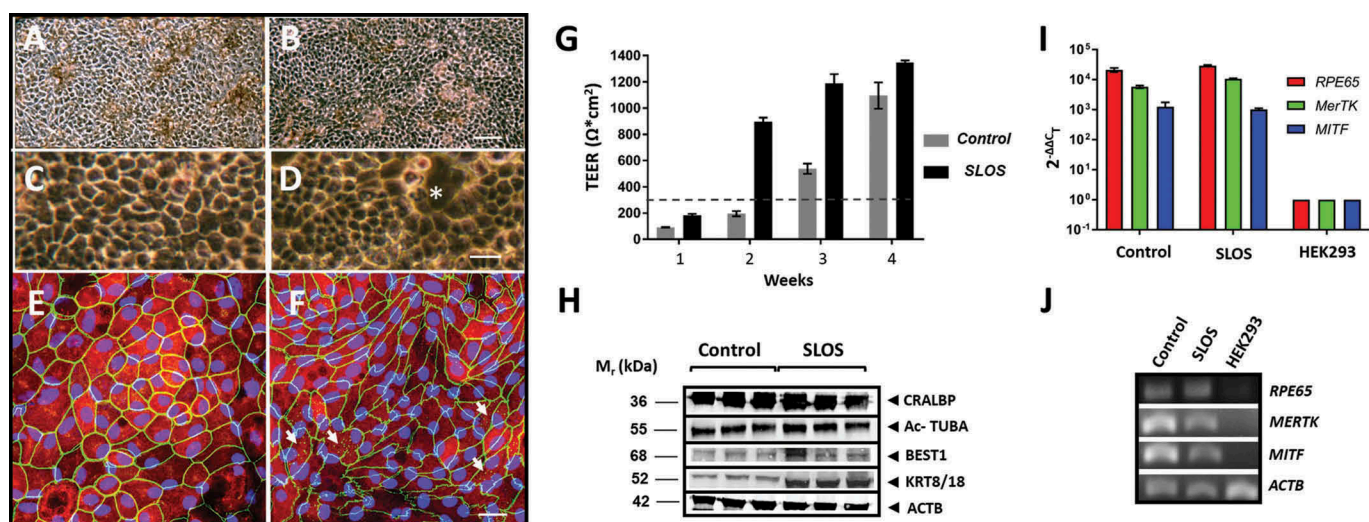 A
B
C
D
*
E
F
G
1400
1200
1000
800
600
400
200
0
TEER (Ω*cm2)
1
2
3
4
Weeks
Control
SLOS
H
Control
SLOS
Mr (kDa)
36
CRALBP
55
Ac- TUBA
68
BEST1
52
KRT8/18
42
ACTB
I
10⁵
10⁴
10³
10²
10¹
10⁰
10⁻¹
2^-ΔΔCT
Control
SLOS
HEK293
RPE65
MerTK
MITF
J
Control
SLOS
HEK293
RPE65
MERTK
MITF
ACTB